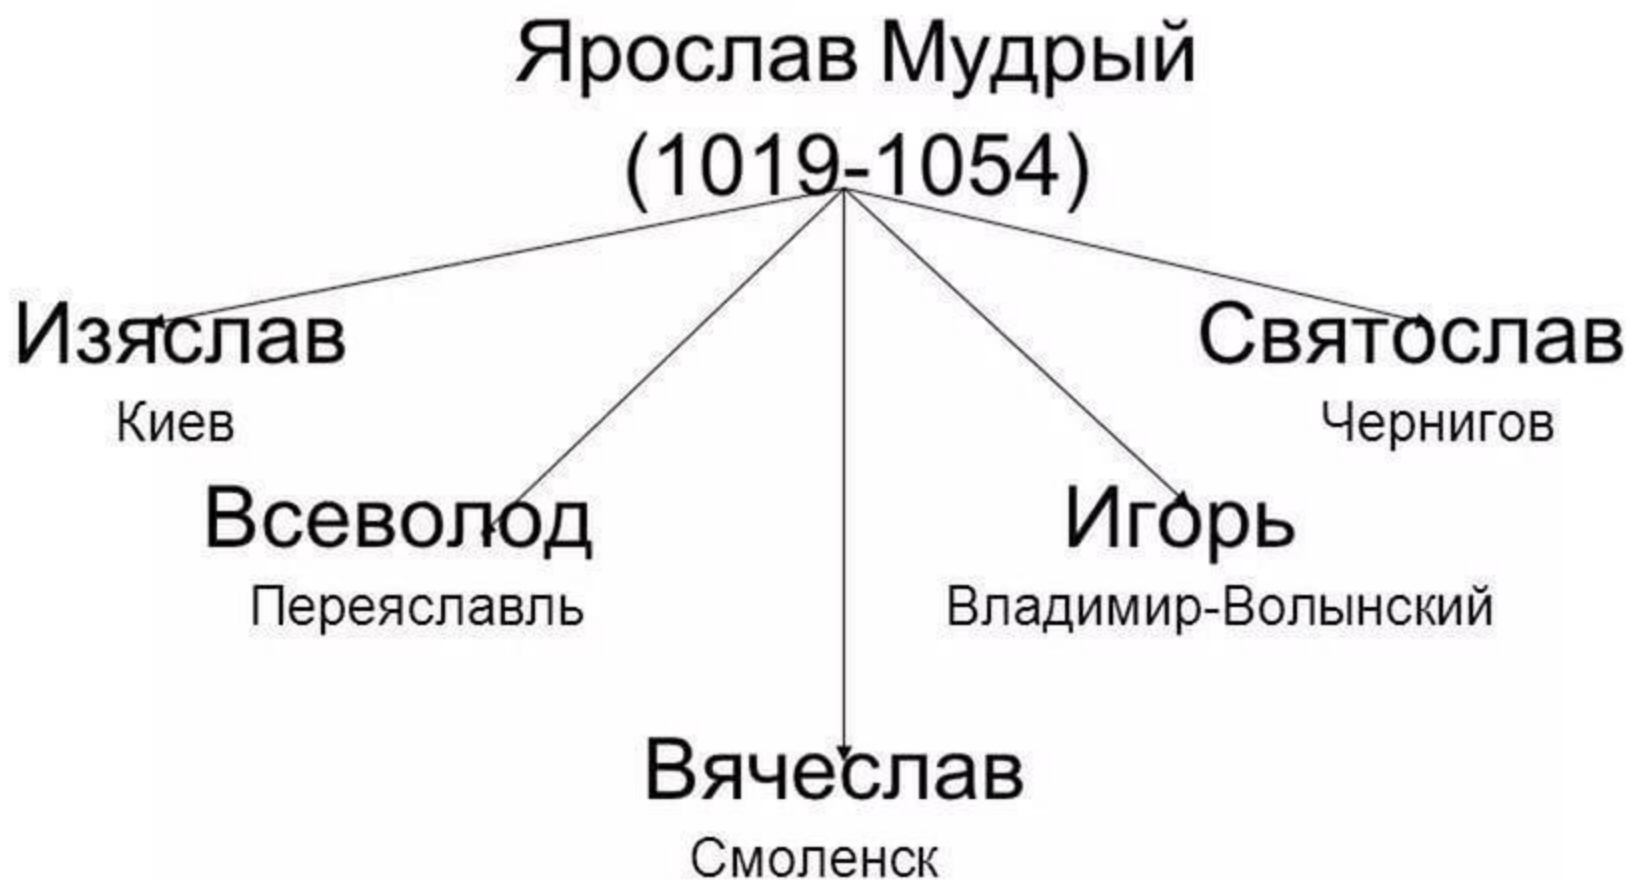 Ярослав Мудрый
(1019-1054)
Изяслав
Киев
Святослав
Чернигов
Всеволод
Переяславль
Игорь
Владимир-Волынский
Вячеслав
Смоленск